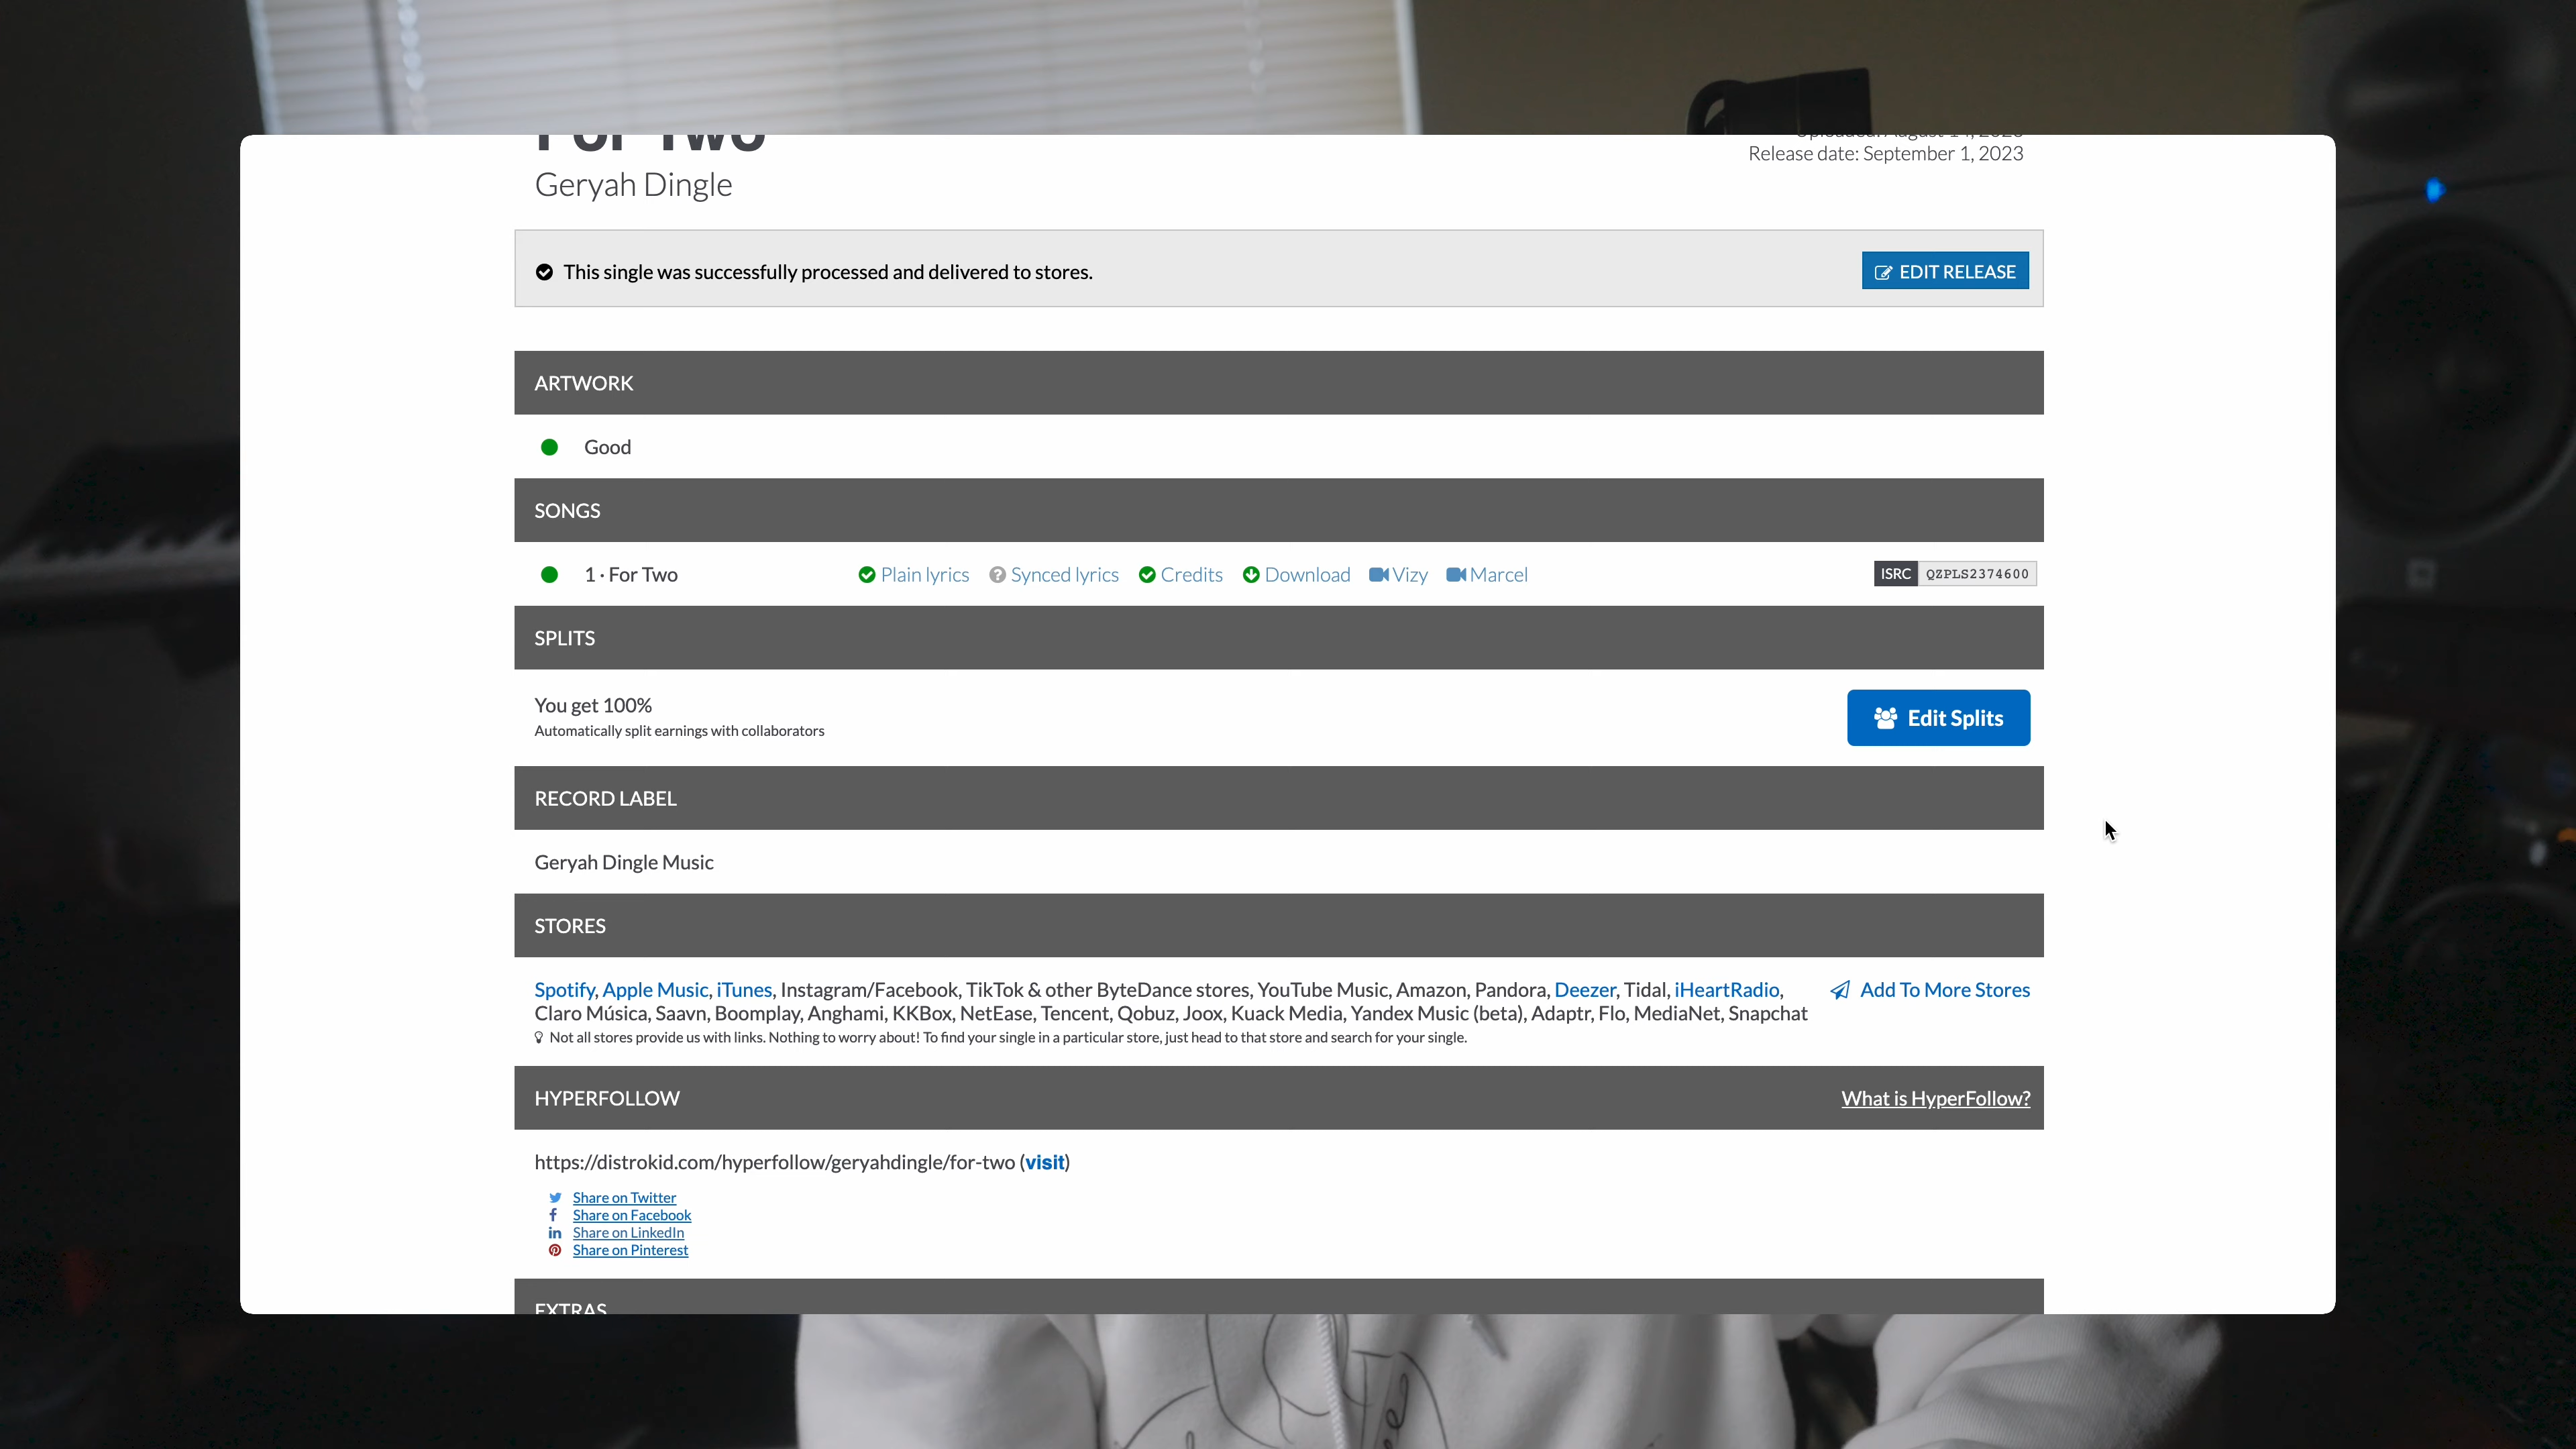 For Two
Release date: September 1, 2023
Geryah Dingle
This single was successfully processed and delivered to stores.
EDIT RELEASE
ARTWORK
Good
SONGS
1 · For Two
Plain lyrics
Synced lyrics
Credits
Download
Vizy
Marcel
ISRC QZPLS2374600
SPLITS
You get 100%
Automatically split earnings with collaborators
Edit Splits
RECORD LABEL
Geryah Dingle Music
STORES
Spotify, Apple Music, iTunes, Instagram/Facebook, TikTok & other ByteDance stores, YouTube Music, Amazon, Pandora, Deezer, Tidal, iHeartRadio,
Add To More Stores
Claro Música, Saavn, Boomplay, Anghami, KKBox, NetEase, Tencent, Qobuz, Joox, Kuack Media, Yandex Music (beta), Adaptr, Flo, MediaNet, Snapchat
Not all stores provide us with links. Nothing to worry about! To find your single in a particular store, just head to that store and search for your single.
HYPERFOLLOW
What is HyperFollow?
https://distrokid.com/hyperfollow/geryahdingle/for-two (visit)
Share on Twitter
Share on Facebook
Share on LinkedIn
Share on Pinterest
EXTRAS